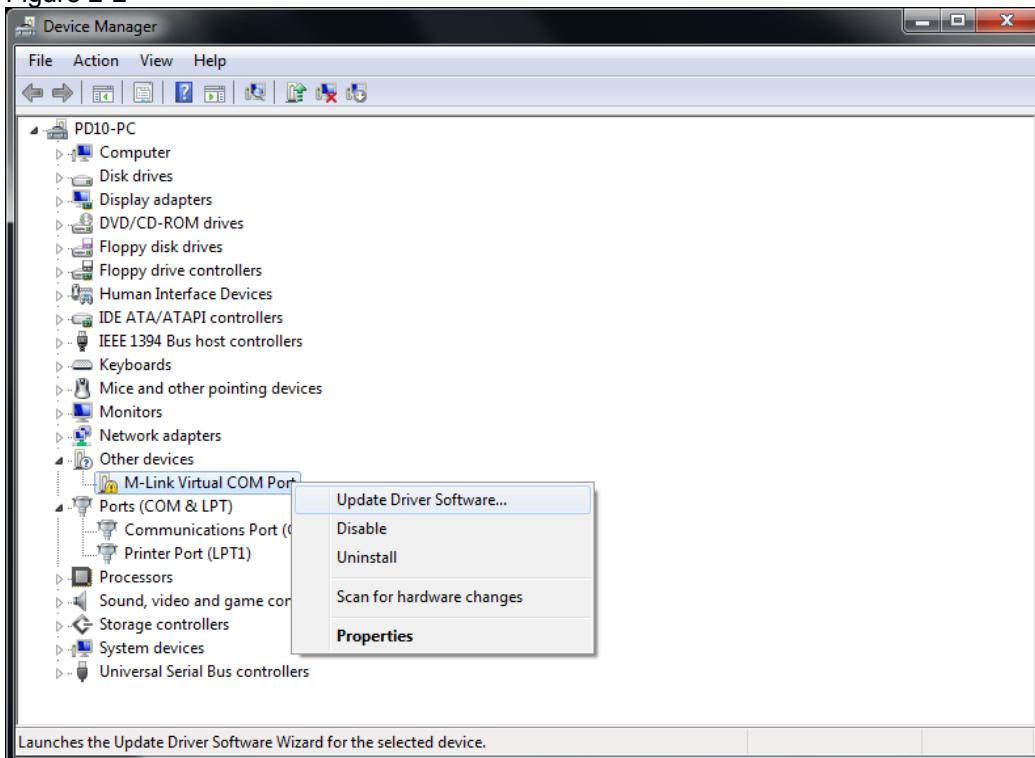 Figure 2-2
Device Manager
File Action View Help
PD10-PC
Computer
Disk drives
Display adapters
DVD/CD-ROM drives
Floppy disk drives
Floppy drive controllers
Human Interface Devices
IDE ATA/ATAPI controllers
IEEE 1394 Bus host controllers
Keyboards
Mice and other pointing devices
Monitors
Network adapters
Other devices
M-Link Virtual COM Port
Ports (COM & LPT)
Communications Port (
Printer Port (LPT1)
Processors
Sound, video and game con
Storage controllers
System devices
Universal Serial Bus controllers
Update Driver Software...
Disable
Uninstall
Scan for hardware changes
Properties
Launches the Update Driver Software Wizard for the selected device.